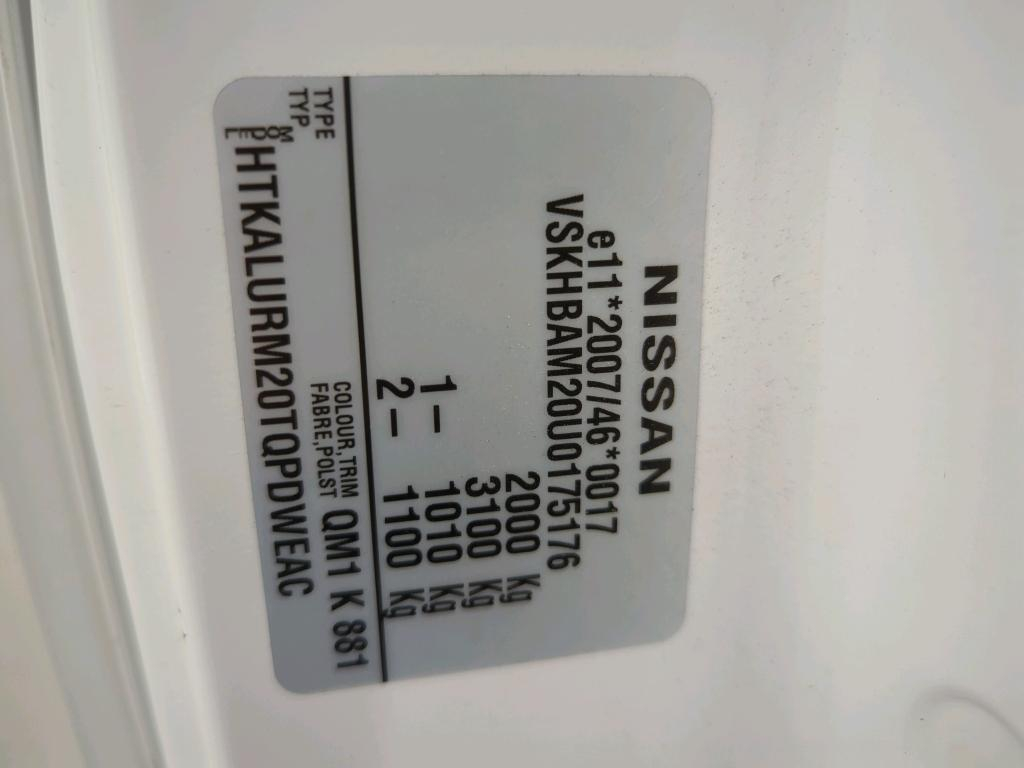 NISSAN
e11*2007/46*0017
VSKHBAM20U0175176
2000 Kg
3100 Kg
1- 1010 Kg
2- 1100 Kg
TYPE
TYP
COLOUR,TRIM
FABRE,POLST
QM1 K 881
MODEL
HTKALURM20TQPDWEAC